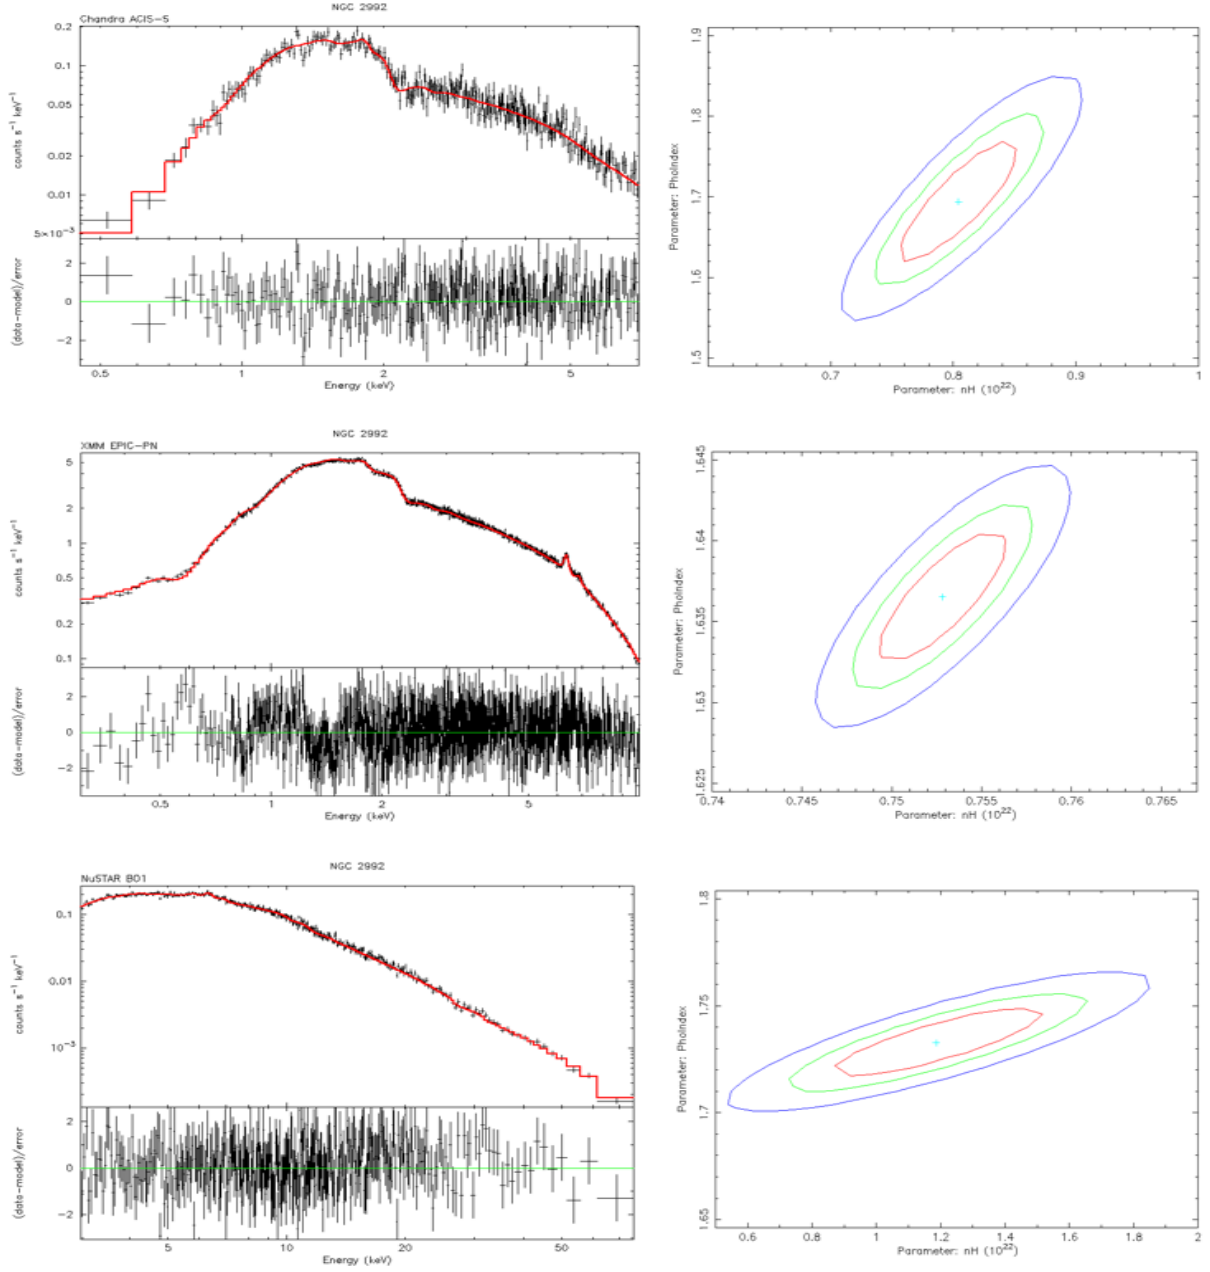 NGC 2992
Chandra ACIS-S
0.2
0.1
0.05
0.02
0.01
5×10⁻³
counts s⁻¹ keV⁻¹
2
0
−2
(data-model)/error
0.5 1 2 5
Energy (keV)
1.9
1.8
1.7
1.6
1.5
Parameter: PhoIndex
0.7 0.8 0.9 1
Parameter: nH (10²²)
NGC 2992
XMM EPIC-PN
5
2
1
0.5
0.2
0.1
counts s⁻¹ keV⁻¹
2
0
−2
(data-model)/error
0.5 1 2 5
Energy (keV)
1.645
1.64
1.635
1.63
1.625
Parameter: PhoIndex
0.74 0.745 0.75 0.755 0.76 0.765
Parameter: nH (10²²)
NGC 2992
NuSTAR B01
0.1
0.01
10⁻³
counts s⁻¹ keV⁻¹
2
0
−2
(data-model)/error
5 10 20 50
Energy (keV)
1.8
1.75
1.7
1.65
Parameter: PhoIndex
0.6 0.8 1 1.2 1.4 1.6 1.8 2
Parameter: nH (10²²)